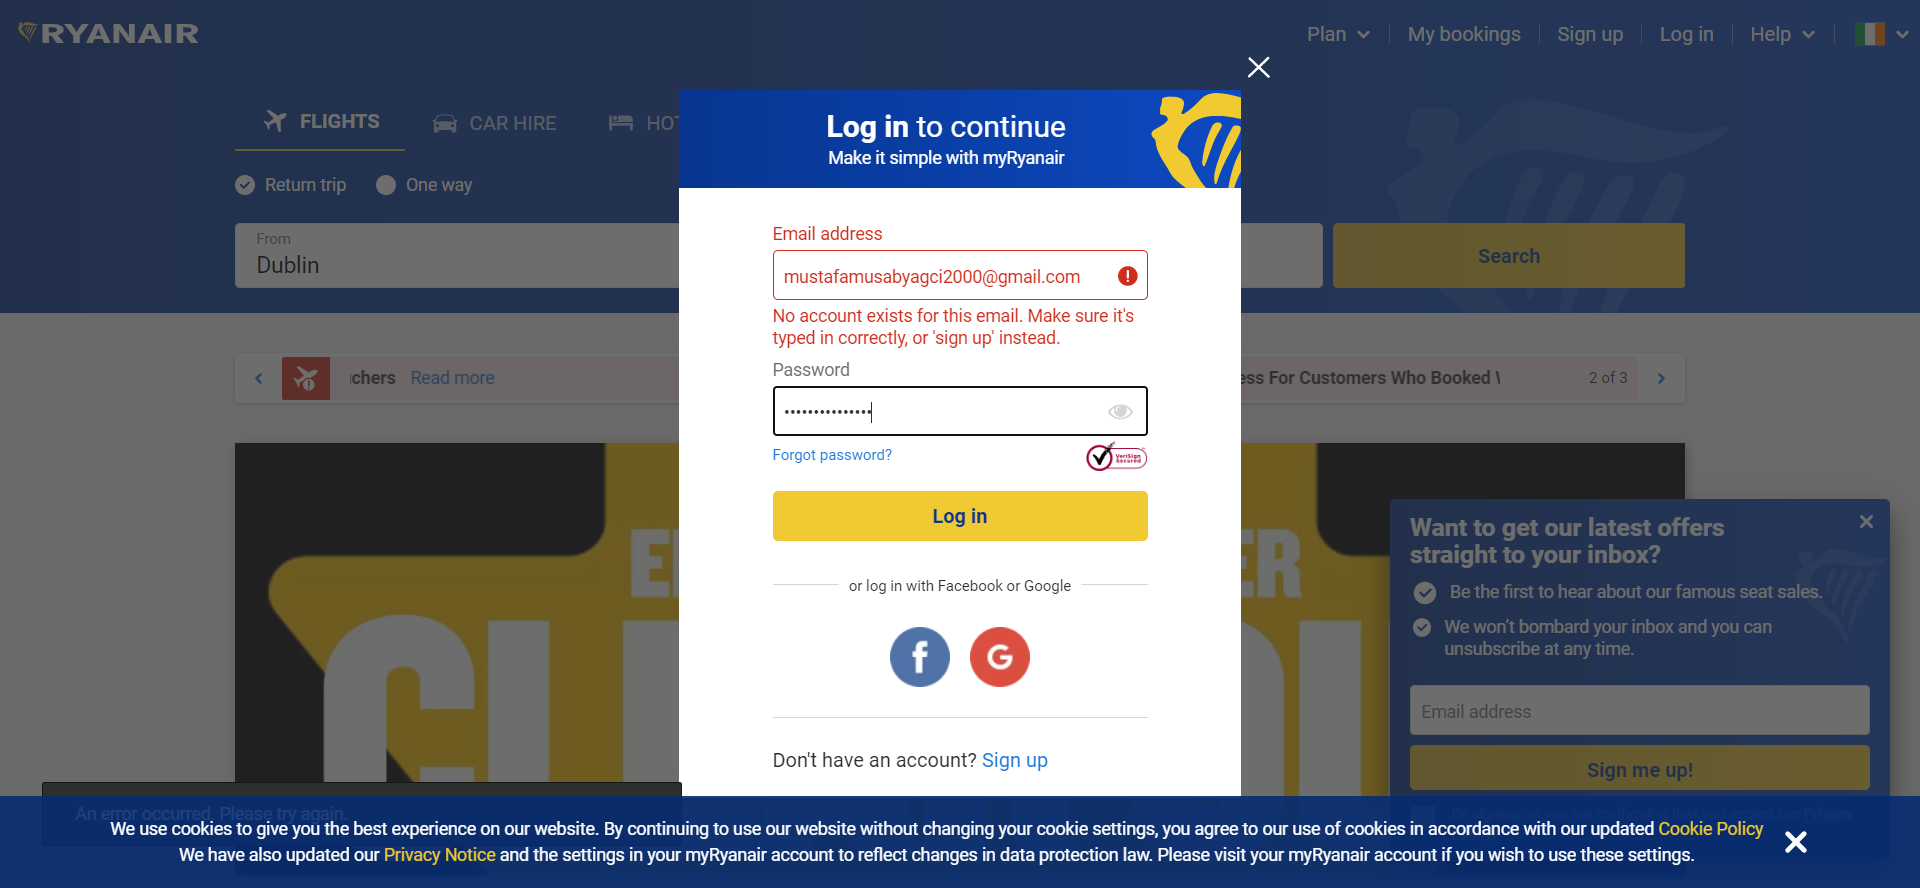 RYANAIR
Plan
My bookings
Sign up
Log in
Help
FLIGHTS
CAR HIRE
Return trip
One way
From
Dublin
Search
Log in to continue
Make it simple with myRyanair
Email address
mustafamusabyagci2000@gmail.com
No account exists for this email. Make sure it's
typed in correctly, or 'sign up' instead.
Password
Forgot password?
VeriSign
Secured
Log in
or log in with Facebook or Google
Don't have an account? Sign up
Read more
For Customers Who Booked
2 of 3
Want to get our latest offers
straight to your inbox?
Be the first to hear about our famous seat sales.
We won’t bombard your inbox and you can
unsubscribe at any time.
Email address
Sign me up!
An error occurred. Please try again.
We use cookies to give you the best experience on our website. By continuing to use our website without changing your cookie settings, you agree to our use of cookies in accordance with our updated Cookie Policy
We have also updated our Privacy Notice and the settings in your myRyanair account to reflect changes in data protection law. Please visit your myRyanair account if you wish to use these settings.